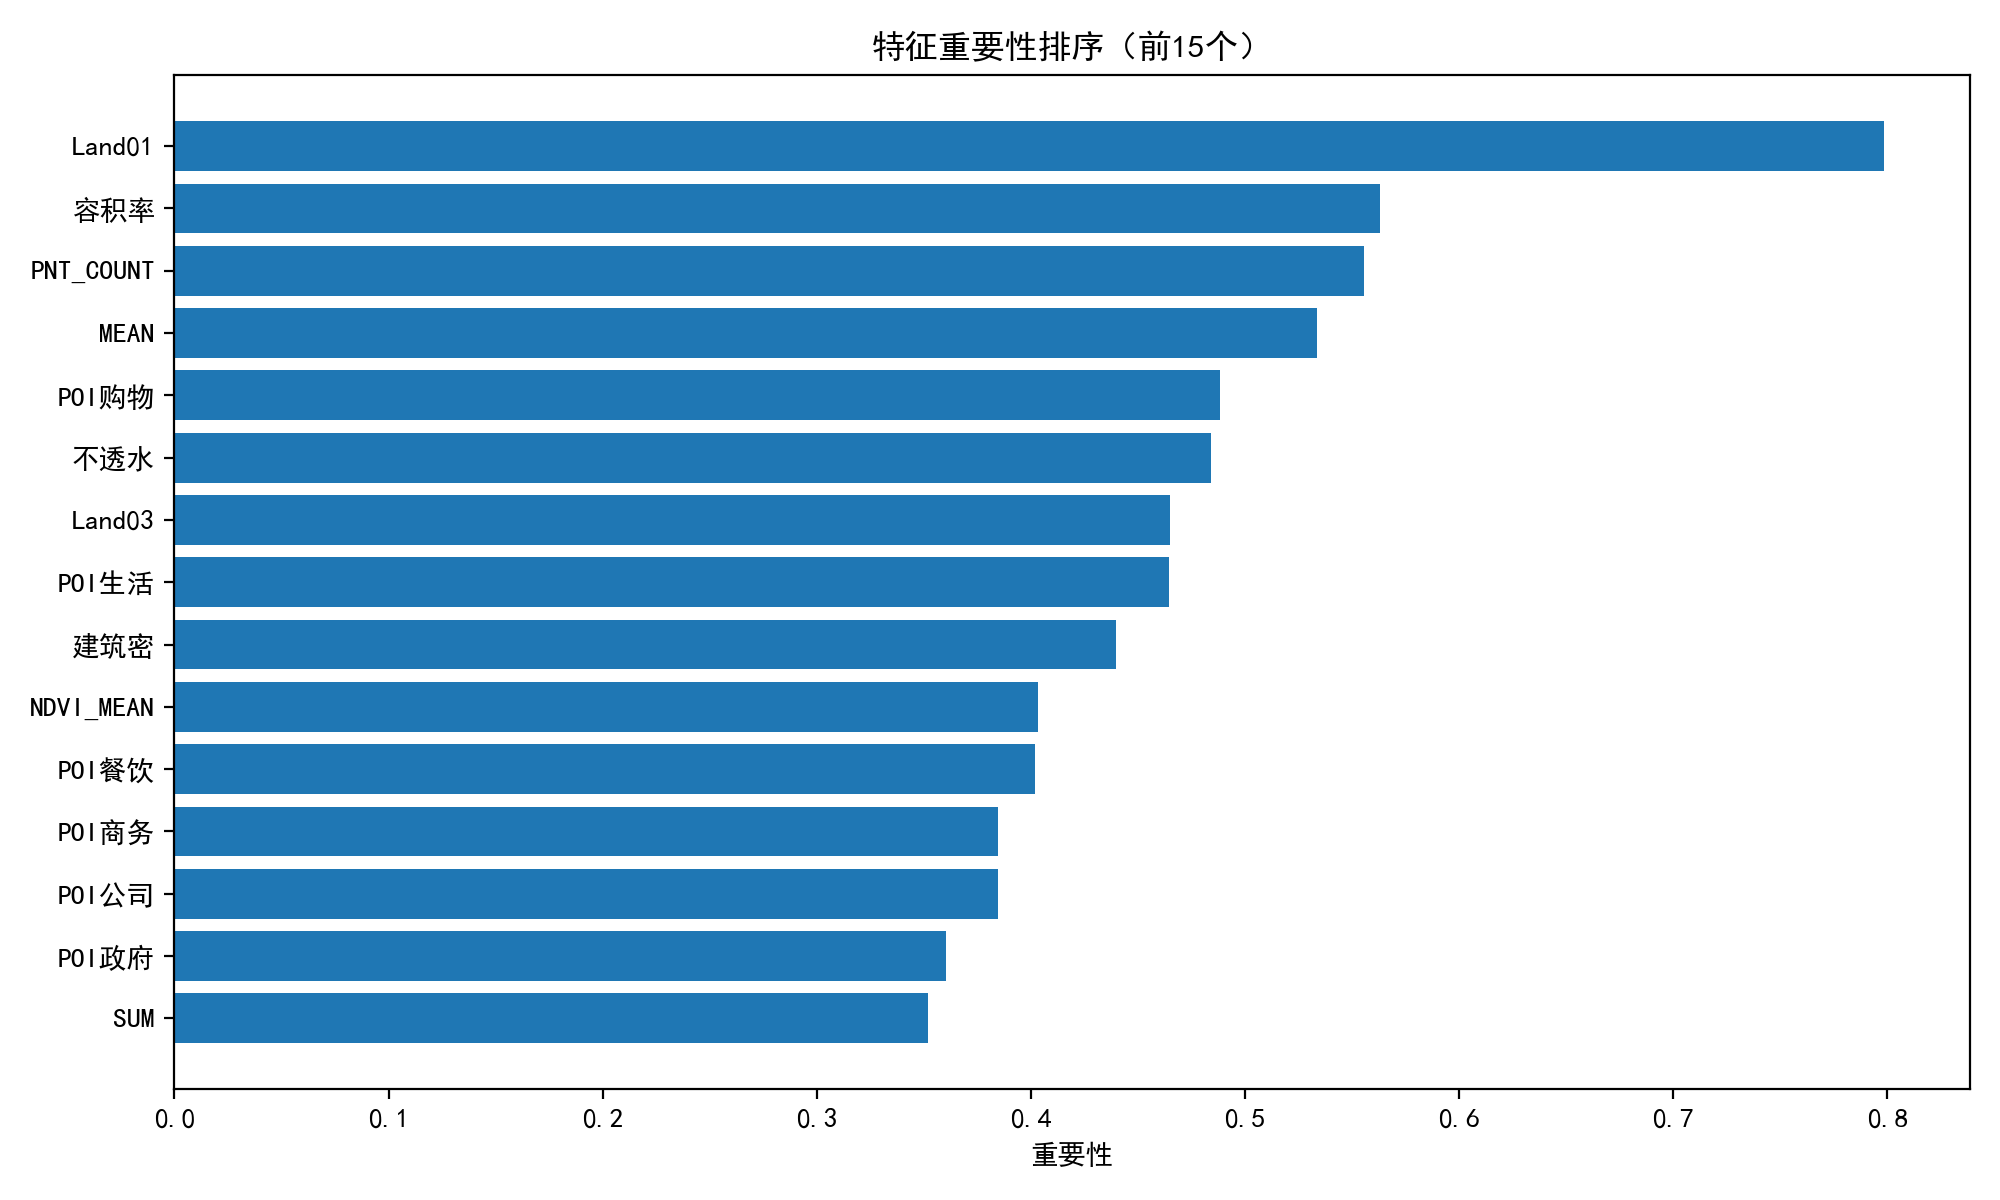 特征重要性排序（前15个）
Land01
容积率
PNT_COUNT
MEAN
POI购物
不透水
Land03
POI生活
建筑密
NDVI_MEAN
POI餐饮
POI商务
POI公司
POI政府
SUM
0.0 0.1 0.2 0.3 0.4 0.5 0.6 0.7 0.8
重要性